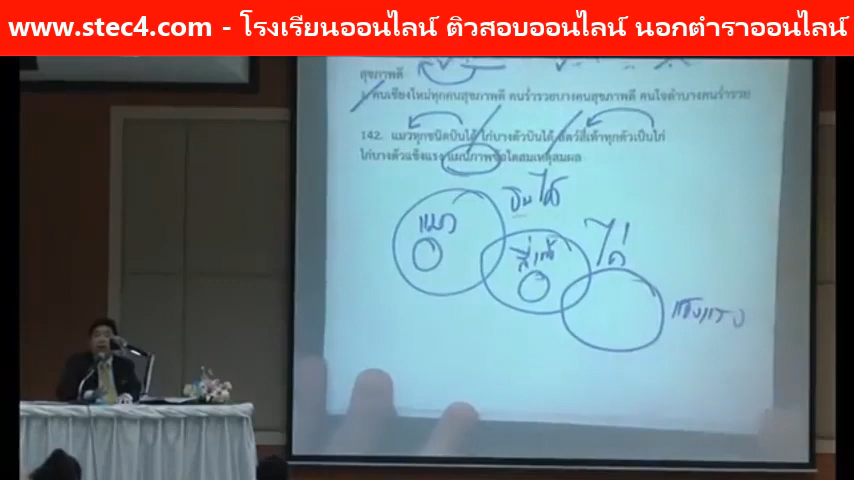 www.stec4.com - โรงเรียนออนไลน์ ติวสอบออนไลน์ นอกตำราออนไลน์
สุขภาพดี
คนเชียงใหม่ทุกคนสุขภาพดี คนร่ำรวยบางคนสุขภาพดี คนใจดำบางคนร่ำรวย
142. แมวทุกชนิดบินได้ ไก่บางตัวบินได้ สัตว์สี่เท้าทุกตัวเป็นไก่
ไก่บางตัวแข็งแรง แผนภาพข้อใดสมเหตุสมผล
บินได้
แมว
ไก่
สี่เท้า
แข็งแรง